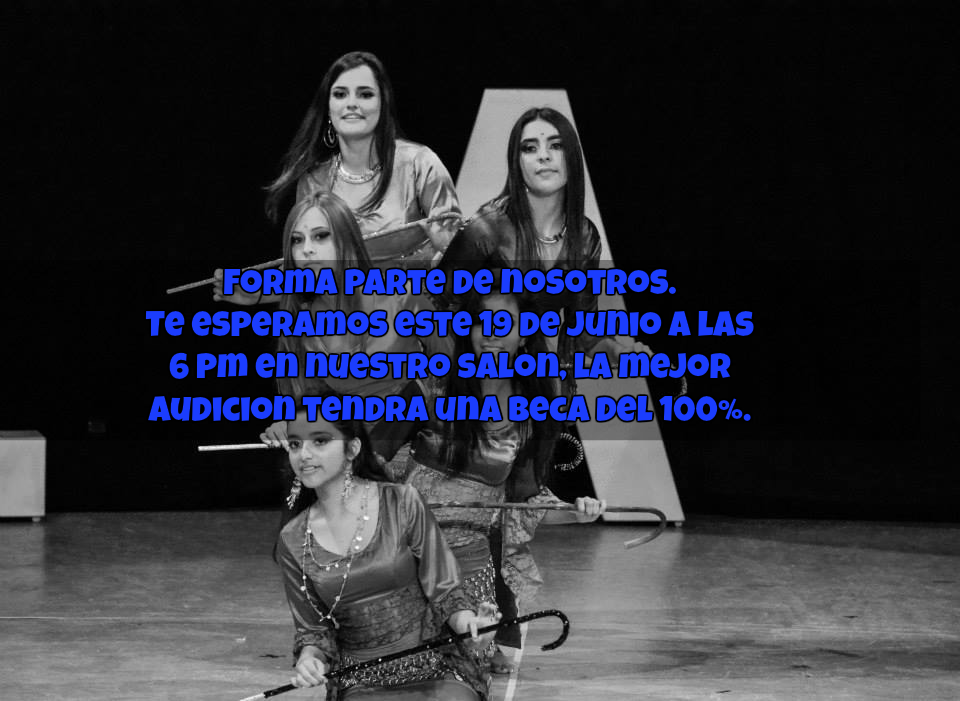 Forma parte de nosotros.
Te esperamos este 19 de junio a las
6 pm en nuestro salon, la mejor
audicion tendra una beca del 100%.
A